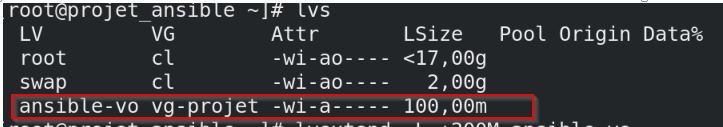 [root@projet_ansible ~]# lvs
LV VG Attr LSize Pool Origin Data%
root cl -wi-ao---- <17,00g
swap cl -wi-ao---- 2,00g
ansible-vo vg-projet -wi-a----- 100,00m